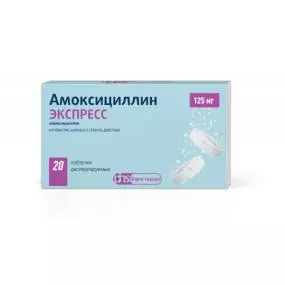 Амоксициллин
ЭКСПРЕСС
125 мг
АМОКСИЦИЛЛИН
АНТИБИОТИК ШИРОКОГО СПЕКТРА ДЕЙСТВИЯ
20
таблетки
диспергируемые